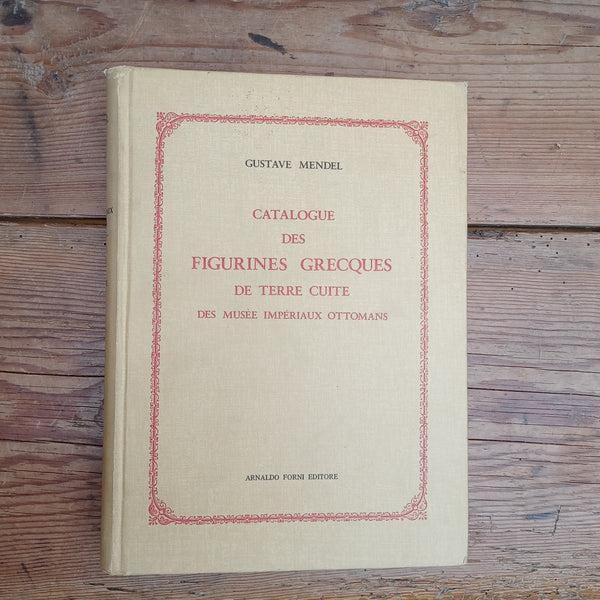 GUSTAVE MENDEL
CATALOGUE
DES
FIGURINES GRECQUES
DE TERRE CUITE
DES MUSÉE IMPÉRIAUX OTTOMANS
ARNALDO FORNI EDITORE